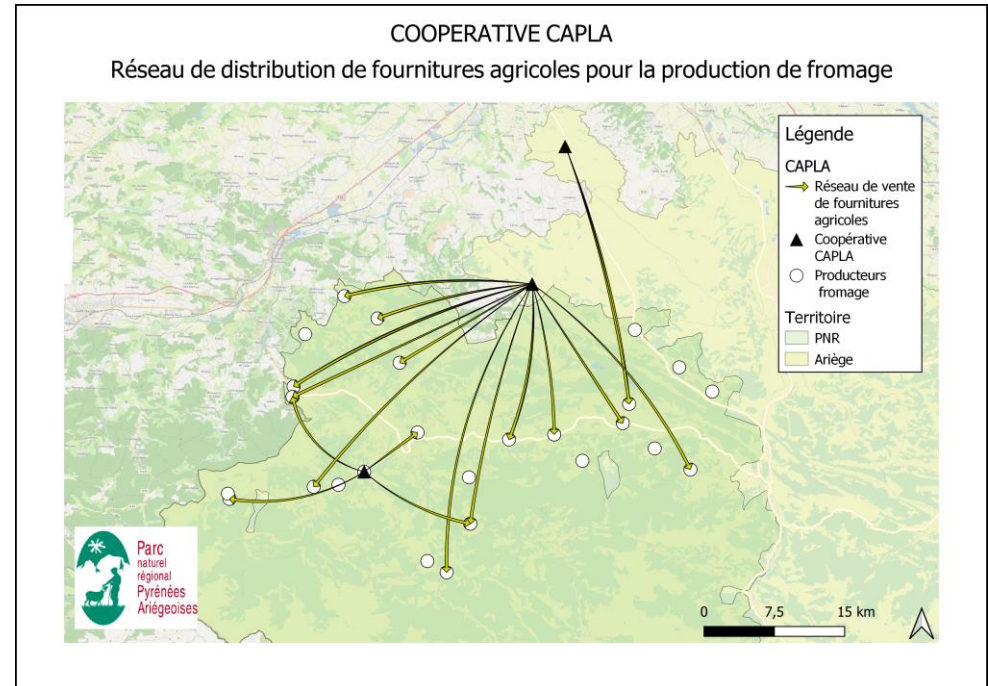 COOPERATIVE CAPLA
Réseau de distribution de fournitures agricoles pour la production de fromage
Légende
CAPLA
Réseau de vente
de fournitures
agricoles
Coopérative
CAPLA
Producteurs
fromage
Territoire
PNR
Ariège
Parc
naturel
régional
Pyrénées
Ariégeoises
0 7,5 15 km